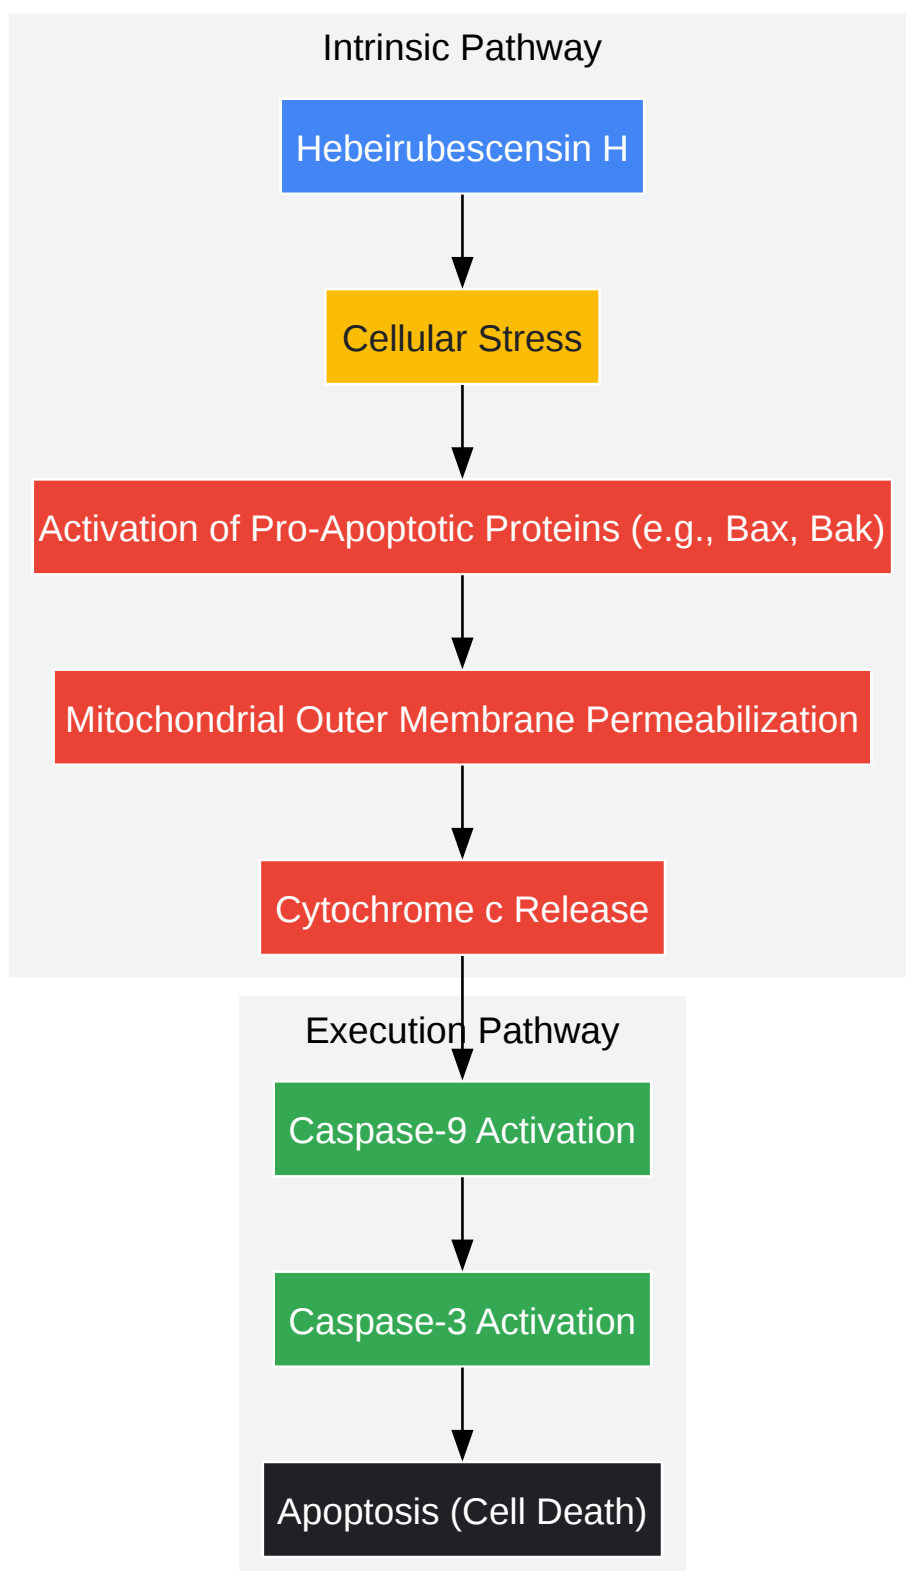 Intrinsic Pathway
Hebeirubescensin H
Cellular Stress
Activation of Pro-Apoptotic Proteins (e.g., Bax, Bak)
Mitochondrial Outer Membrane Permeabilization
Cytochrome c Release
Execution Pathway
Caspase-9 Activation
Caspase-3 Activation
Apoptosis (Cell Death)